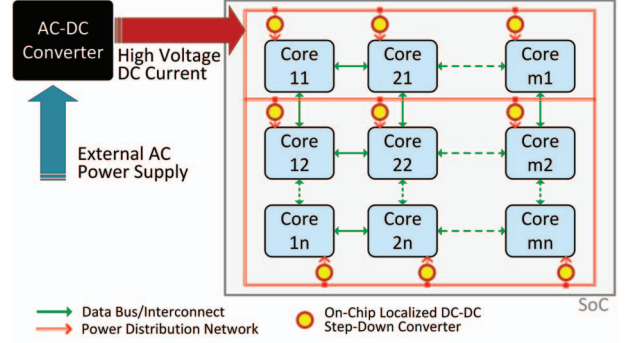 AC-DC
Converter
High Voltage
DC Current
External AC
Power Supply
Core
11
Core
21
Core
m1
Core
12
Core
22
Core
m2
Core
1n
Core
2n
Core
mn
SoC
Data Bus/Interconnect
Power Distribution Network
On-Chip Localized DC-DC
Step-Down Converter